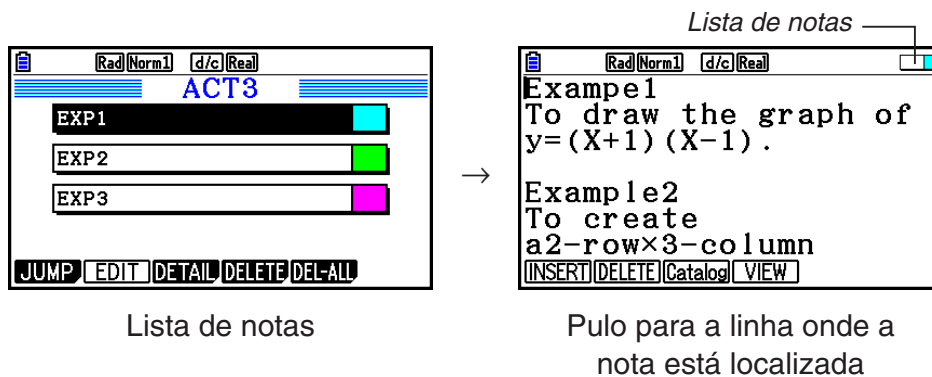 Lista de notas
Rad Norm1 d/c Real
ACT3
EXP1
EXP2
EXP3
JUMP EDIT DETAIL DELETE DEL-ALL
Lista de notas
→
Rad Norm1 d/c Real
Exampe1
To draw the graph of
y=(X+1)(X-1).
Example2
To create
a2-row×3-column
INSERT DELETE Catalog VIEW
Pulo para a linha onde a
nota está localizada